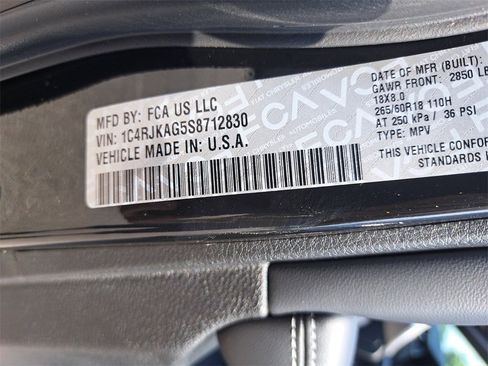 MFD BY: FCA US LLC
VIN: 1C4RJKAG5S8712830
VEHICLE MADE IN: U.S.A.
DATE OF MFR (BUILT):
GAWR FRONT: 2850 LB
18X8.0
265/60R18 110H
AT 250 kPa / 36 PSI
TYPE: MPV
THIS VEHICLE
STANDARDS